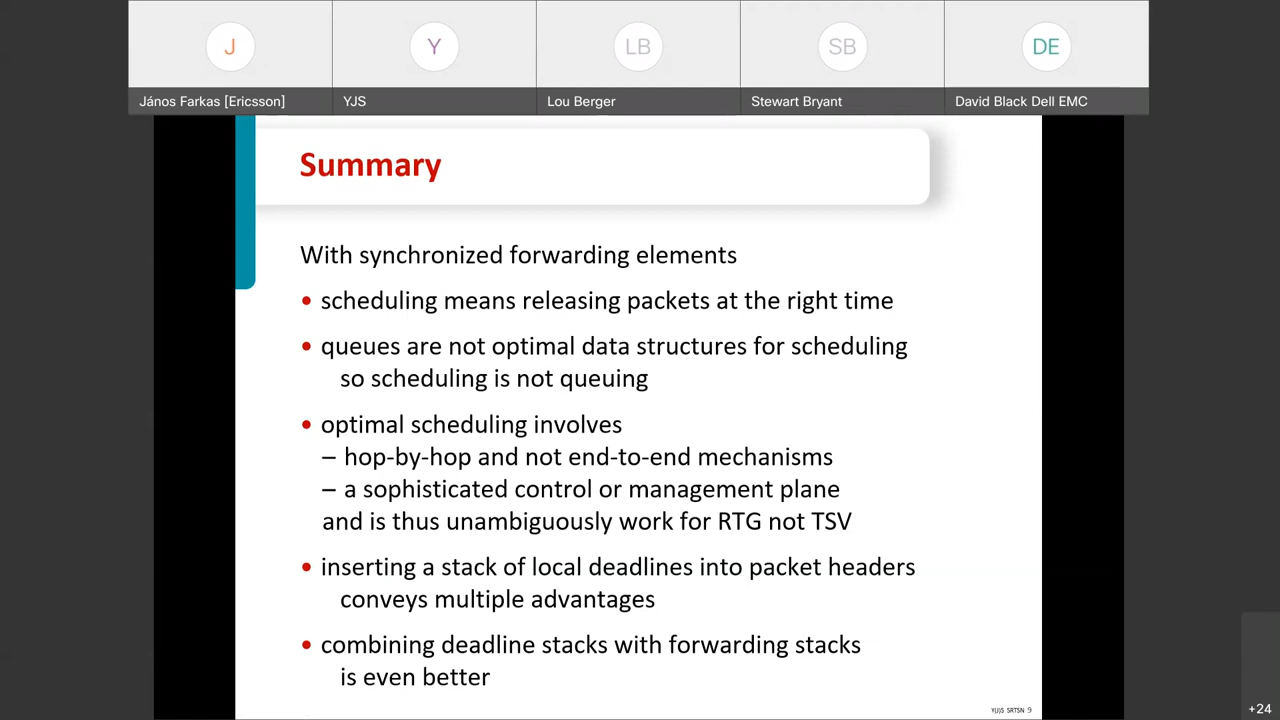 J
Y
LB
SB
DE
János Farkas [Ericsson]
YJS
Lou Berger
Stewart Bryant
David Black Dell EMC
Summary
With synchronized forwarding elements
• scheduling means releasing packets at the right time
• queues are not optimal data structures for scheduling
so scheduling is not queuing
• optimal scheduling involves
– hop-by-hop and not end-to-end mechanisms
– a sophisticated control or management plane
and is thus unambiguously work for RTG not TSV
• inserting a stack of local deadlines into packet headers
conveys multiple advantages
• combining deadline stacks with forwarding stacks
is even better
Y(J)S SRTSN 9
+24